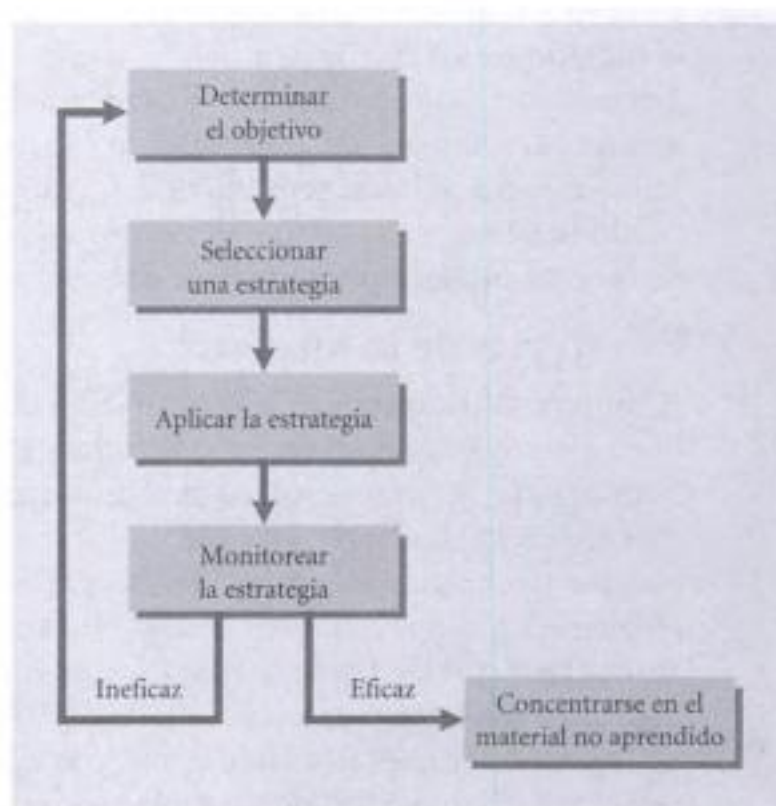 Determinar
el objetivo
Seleccionar
una estrategia
Aplicar la estrategia
Monitorear
la estrategia
Ineficaz
Eficaz
Concentrarse en el
material no aprendido